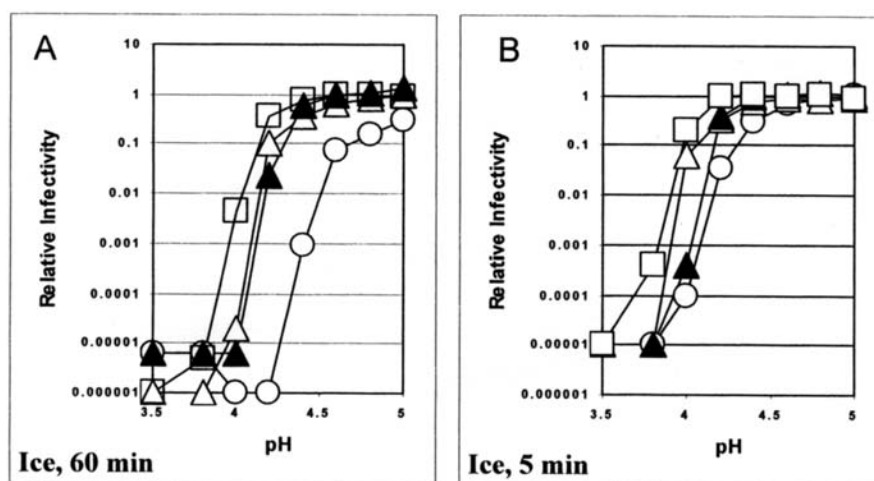 A
Relative Infectivity
10
1
0.1
0.01
0.001
0.0001
0.00001
0.000001
3.5 4 4.5 5
pH
Ice, 60 min
B
Relative Infectivity
10
1
0.1
0.01
0.001
0.0001
0.00001
0.000001
3.5 4 4.5 5
pH
Ice, 5 min